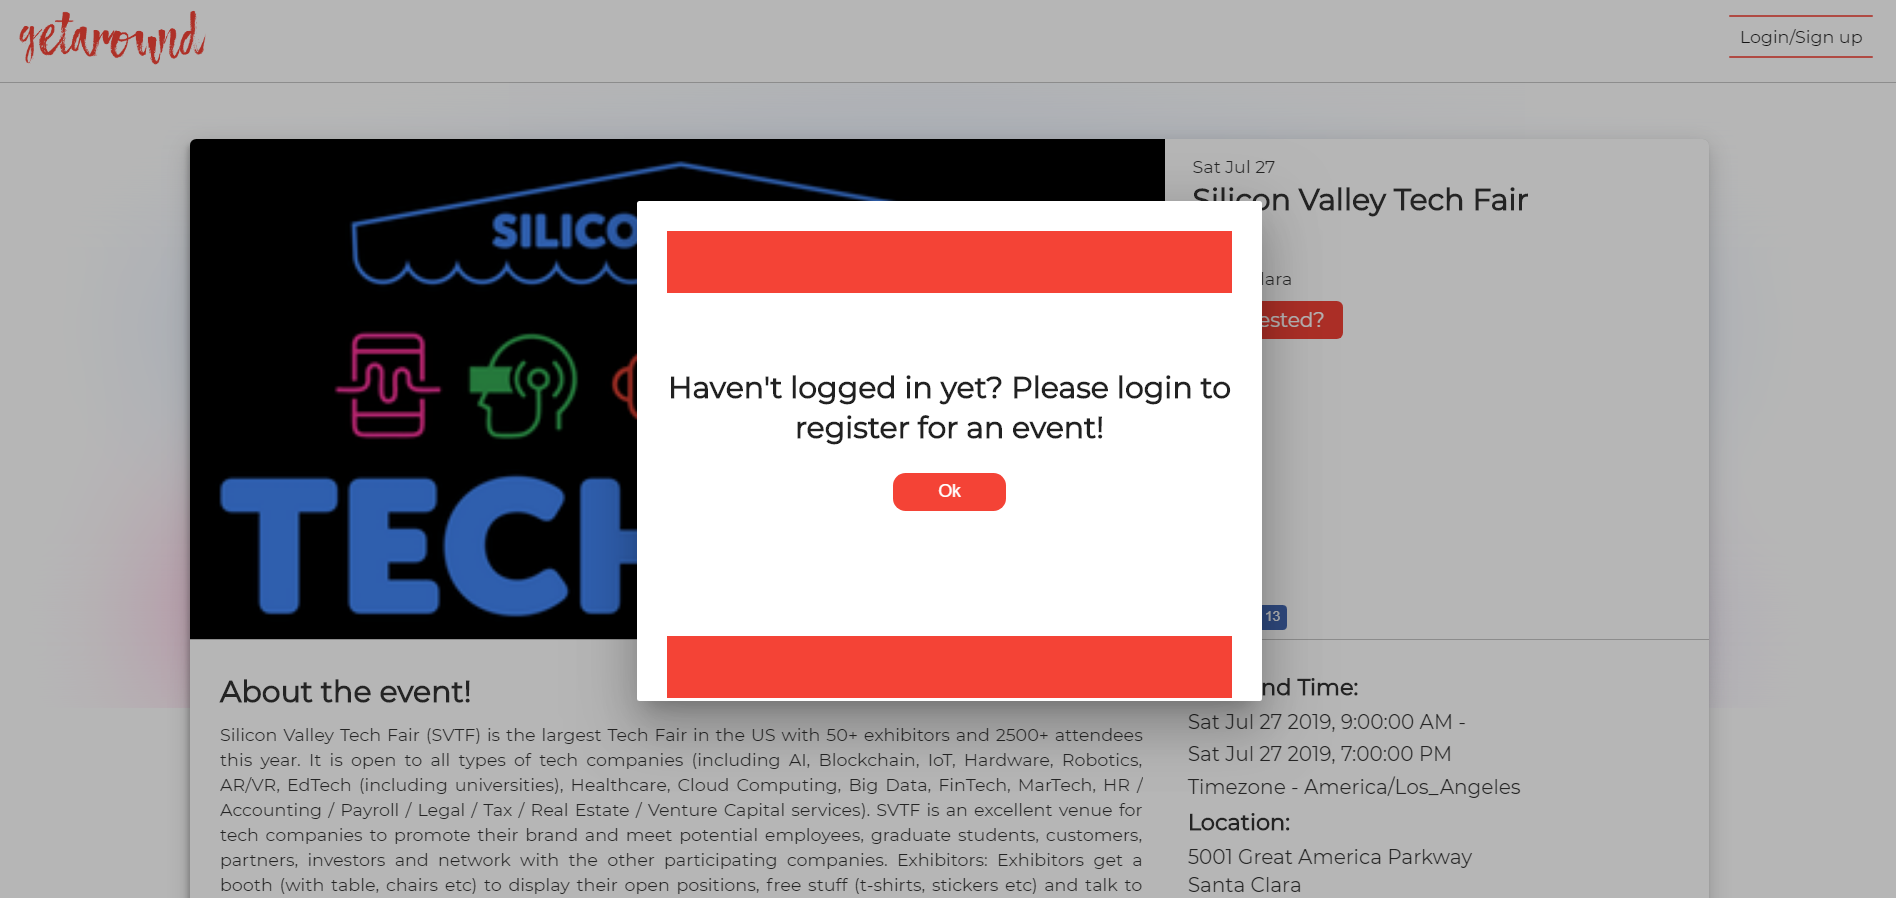 getaround
Login/Sign up
Sat Jul 27
Silicon Valley Tech Fair
Haven't logged in yet? Please login to
register for an event!
Ok
TECH
13
About the event!
Silicon Valley Tech Fair (SVTF) is the largest Tech Fair in the US with 50+ exhibitors and 2500+ attendees
this year. It is open to all types of tech companies (including AI, Blockchain, IoT, Hardware, Robotics,
AR/VR, EdTech (including universities), Healthcare, Cloud Computing, Big Data, FinTech, MarTech, HR /
Accounting / Payroll / Legal / Tax / Real Estate / Venture Capital services). SVTF is an excellent venue for
tech companies to promote their brand and meet potential employees, graduate students, customers,
partners, investors and network with the other participating companies. Exhibitors: Exhibitors get a
booth (with table, chairs etc) to display their open positions, free stuff (t-shirts, stickers etc) and talk to
Time:
Sat Jul 27 2019, 9:00:00 AM -
Sat Jul 27 2019, 7:00:00 PM
Timezone - America/Los_Angeles
Location:
5001 Great America Parkway
Santa Clara